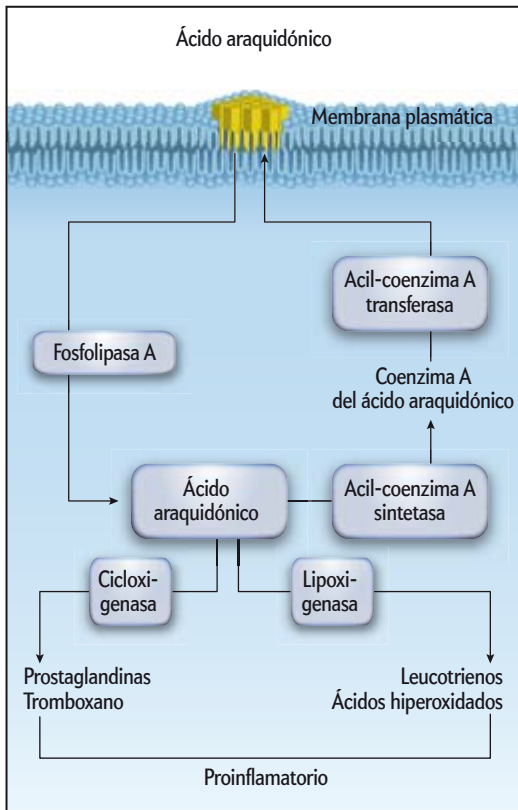 Ácido araquidónico
Membrana plasmática
Acil-coenzima A
transferasa
Fosfolipasa A
Coenzima A
del ácido araquidónico
Ácido
araquidónico
Acil-coenzima A
sintetasa
Cicloxi-
genasa
Lipoxi-
genasa
Prostaglandinas
Tromboxano
Leucotrienos
Ácidos hiperoxidados
Proinflamatorio